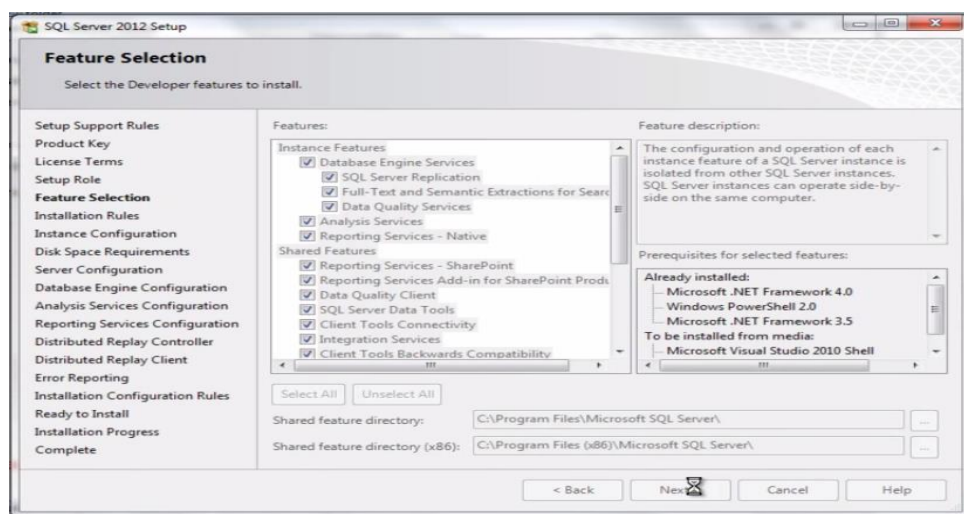 SQL Server 2012 Setup
Feature Selection
Select the Developer features to install.
Setup Support Rules
Product Key
License Terms
Setup Role
Feature Selection
Installation Rules
Instance Configuration
Disk Space Requirements
Server Configuration
Database Engine Configuration
Analysis Services Configuration
Reporting Services Configuration
Distributed Replay Controller
Distributed Replay Client
Error Reporting
Installation Configuration Rules
Ready to Install
Installation Progress
Complete
Features:
Instance Features
Database Engine Services
SQL Server Replication
Full-Text and Semantic Extractions for Searc
Data Quality Services
Analysis Services
Reporting Services - Native
Shared Features
Reporting Services - SharePoint
Reporting Services Add-in for SharePoint Produ
Data Quality Client
SQL Server Data Tools
Client Tools Connectivity
Integration Services
Client Tools Backwards Compatibility
Select All
Unselect All
Feature description:
The configuration and operation of each
instance feature of a SQL Server instance is
isolated from other SQL Server instances.
SQL Server instances can operate side-by-
side on the same computer.
Prerequisites for selected features:
Already installed:
Microsoft .NET Framework 4.0
Windows PowerShell 2.0
Microsoft .NET Framework 3.5
To be installed from media:
Microsoft Visual Studio 2010 Shell
Shared feature directory:
C:\Program Files\Microsoft SQL Server\
...
Shared feature directory (x86):
C:\Program Files (x86)\Microsoft SQL Server\
...
< Back
Next
Cancel
Help